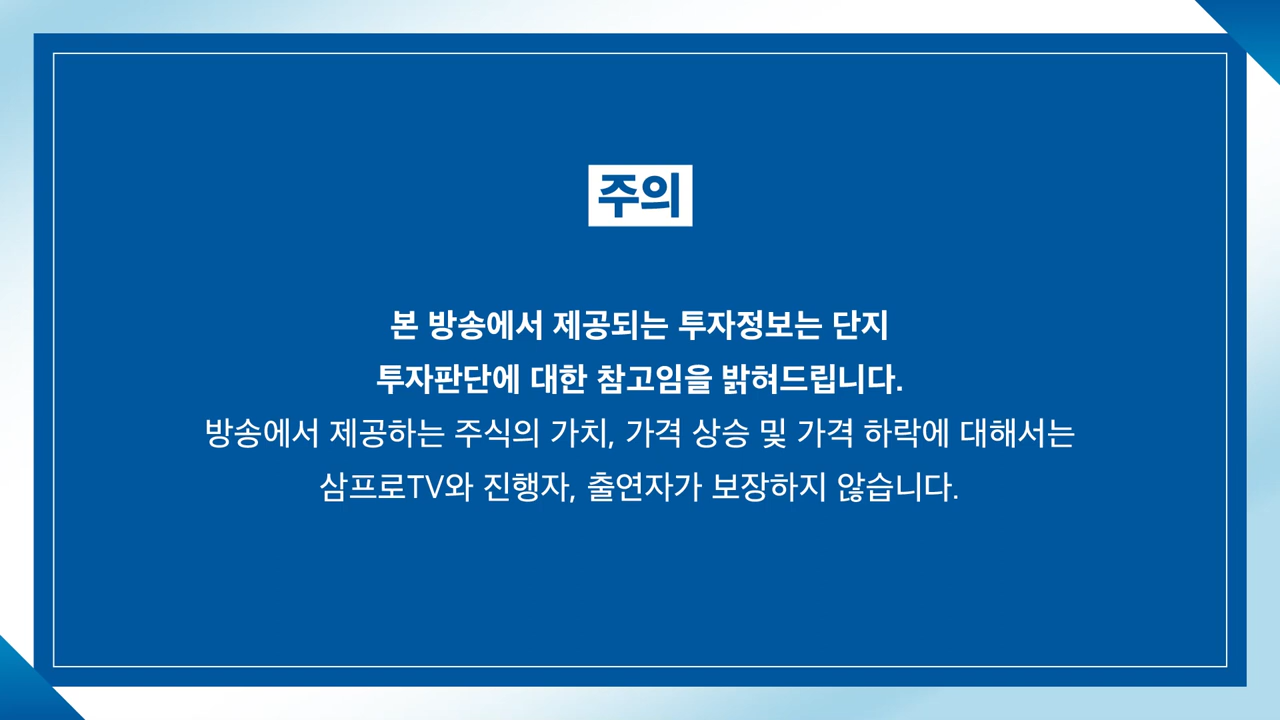 주의
본 방송에서 제공되는 투자정보는 단지
투자판단에 대한 참고임을 밝혀드립니다.
방송에서 제공하는 주식의 가치, 가격 상승 및 가격 하락에 대해서는
삼프로TV와 진행자, 출연자가 보장하지 않습니다.